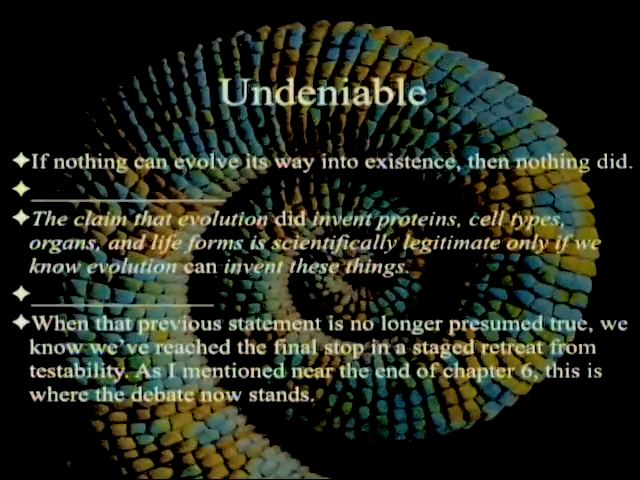 Undeniable
✦If nothing can evolve its way into existence, then nothing did.
✦____________________
✦The claim that evolution did invent proteins, cell types,
organs, and life forms is scientifically legitimate only if we
know evolution can invent these things.
✦___________________
✦When that previous statement is no longer presumed true, we
know we've reached the final stop in a staged retreat from
testability. As I mentioned near the end of chapter 6, this is
where the debate now stands.